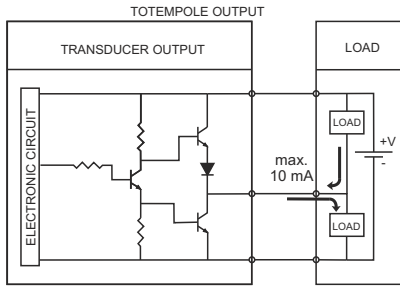 TOTEMPOLE OUTPUT
TRANSDUCER OUTPUT
LOAD
ELECTRONIC CIRCUIT
LOAD
+V
-
max.
10 mA
LOAD